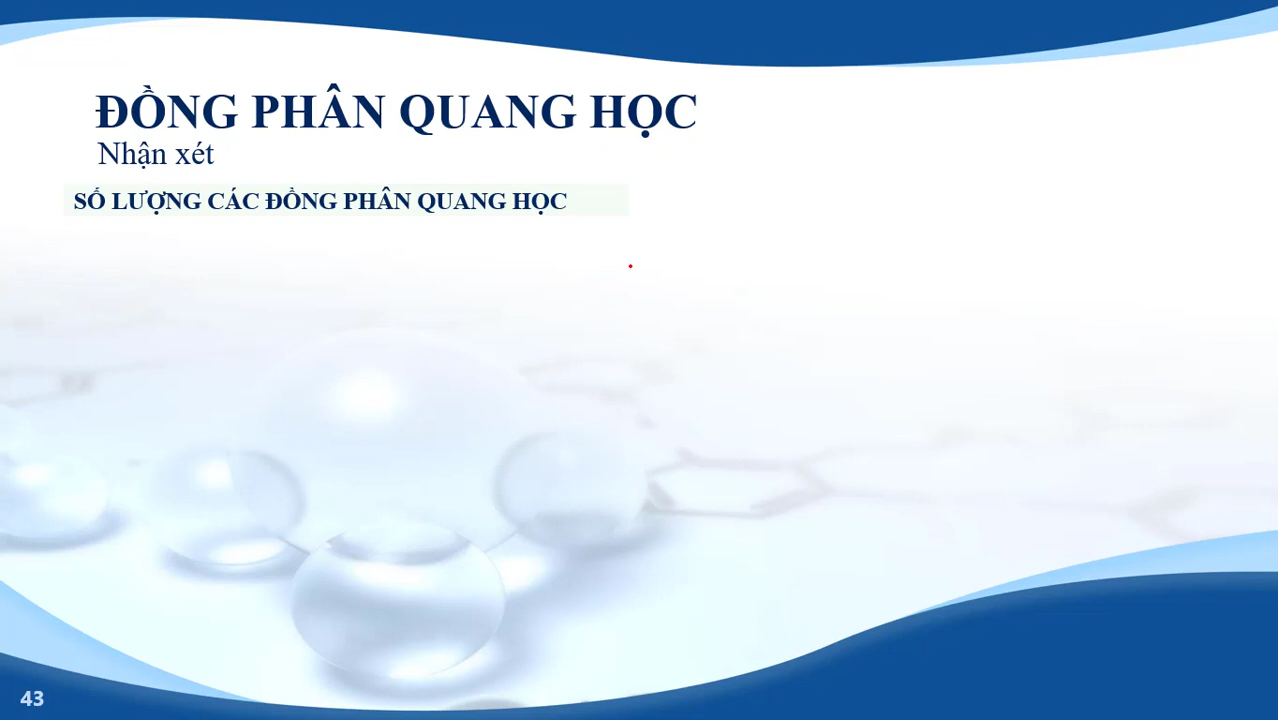 ĐỒNG PHÂN QUANG HỌC
Nhận xét
SỐ LƯỢNG CÁC ĐỒNG PHÂN QUANG HỌC
43